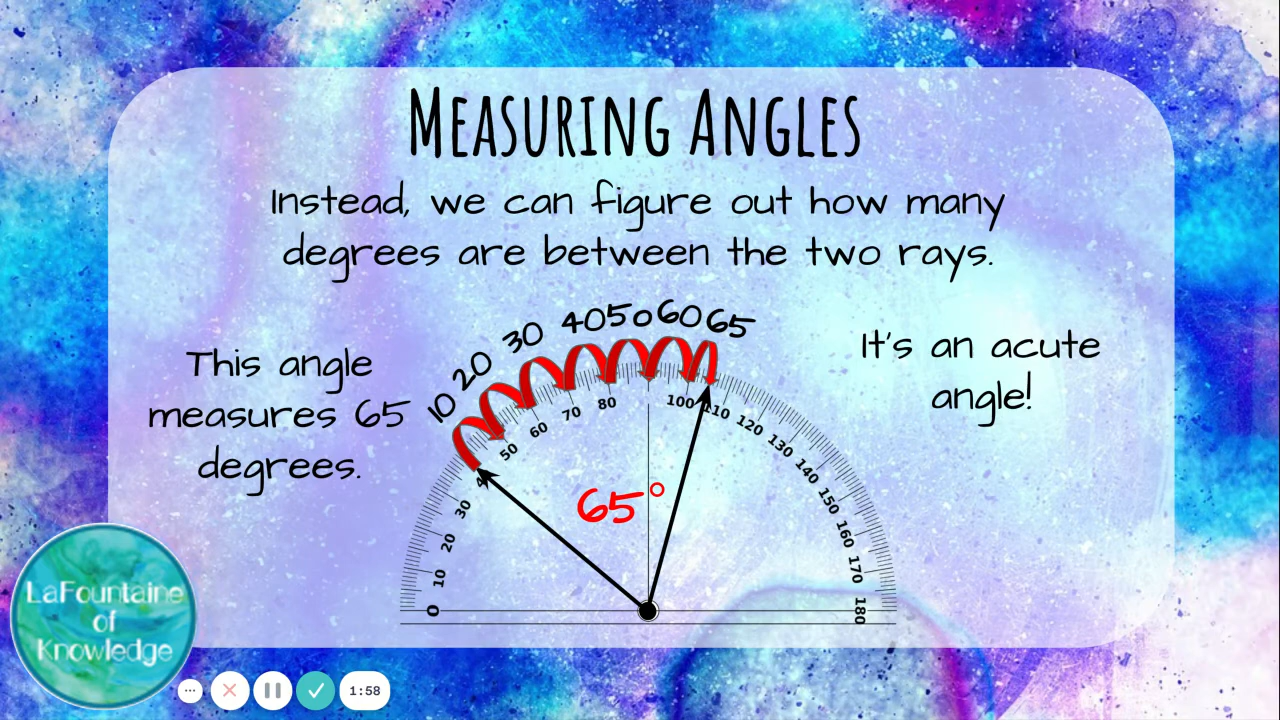 Measuring Angles
Instead, we can figure out how many
degrees are between the two rays.
10 20 30 40 50 60 65
It's an acute
angle!
This angle
measures 65
degrees.
0 10 20 30 4 50 60 70 80 100 110 120 130 140 150 160 170 180
65°
LaFountaine
of
Knowledge
1:58